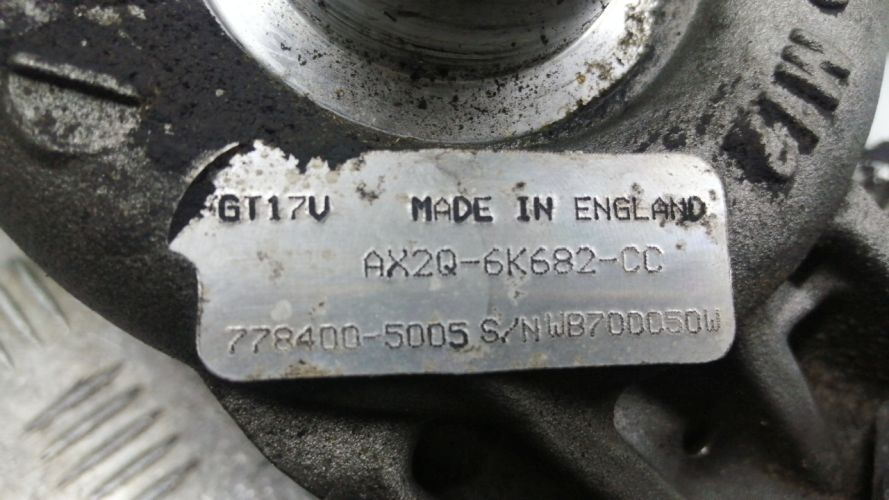 GT17V MADE IN ENGLAND
AX2Q-6K682-CC
778400-5005 S/N WB700050W